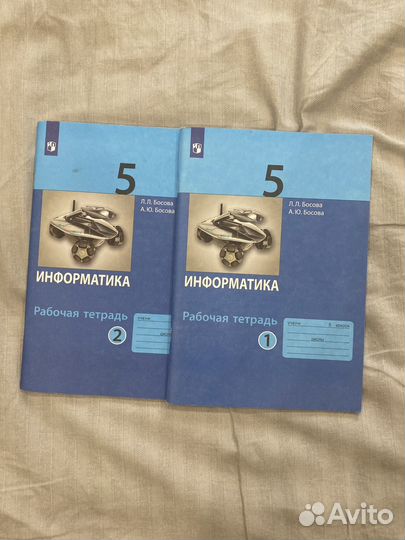 5
Л.Л. Босова
А.Ю. Босова
ИНФОРМАТИКА
Рабочая тетрадь
2
5
Л.Л. Босова
А.Ю. Босова
ИНФОРМАТИКА
Рабочая тетрадь
1
Avito